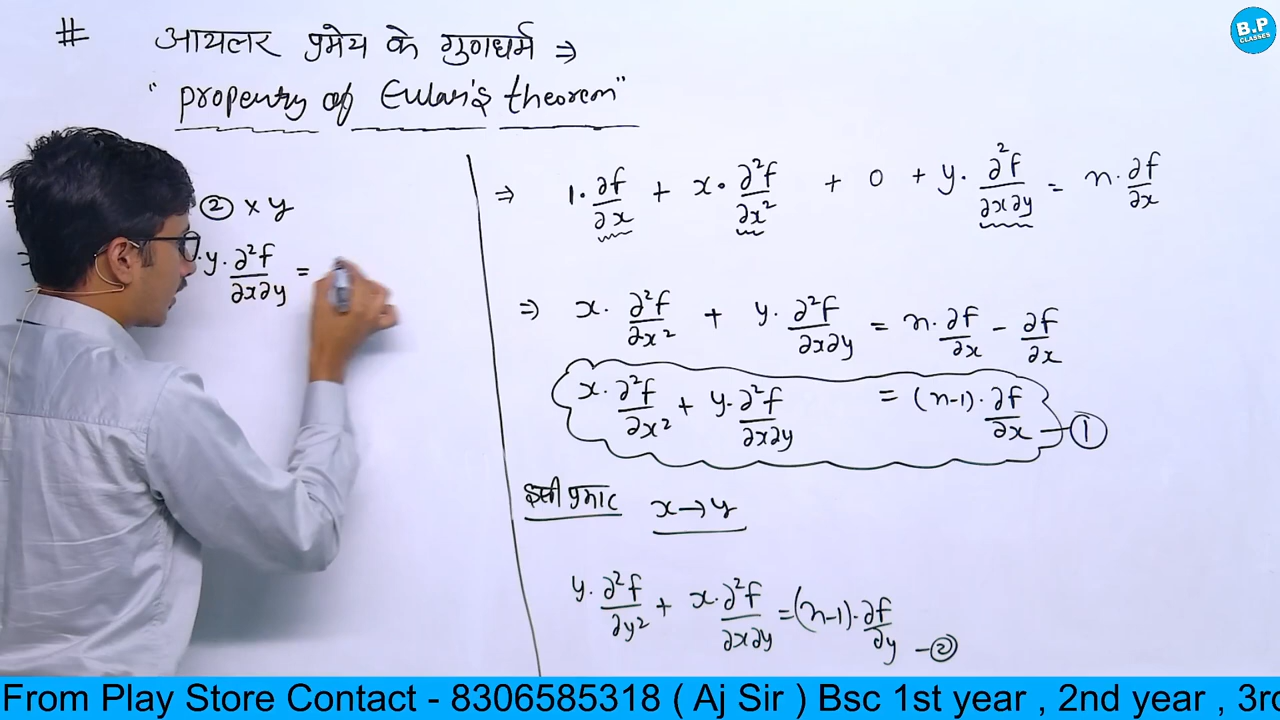 # आयलर प्रमेय के गुणधर्म ⇒
"property of Eular's theorem"
② × y
y. ∂²f/∂x∂y =
⇒ 1. ∂f/∂x + x. ∂²f/∂x² + 0 + y. ∂²f/∂x∂y = n. ∂f/∂x
⇒ x. ∂²f/∂x² + y. ∂²f/∂x∂y = n. ∂f/∂x - ∂f/∂x
x. ∂²f/∂x² + y. ∂²f/∂x∂y = (n-1). ∂f/∂x — ①
इसी प्रकार x → y
y. ∂²f/∂y² + x. ∂²f/∂x∂y = (n-1). ∂f/∂y — ②
B.P
CLASSES
From Play Store Contact - 8306585318 ( Aj Sir ) Bsc 1st year , 2nd year , 3r